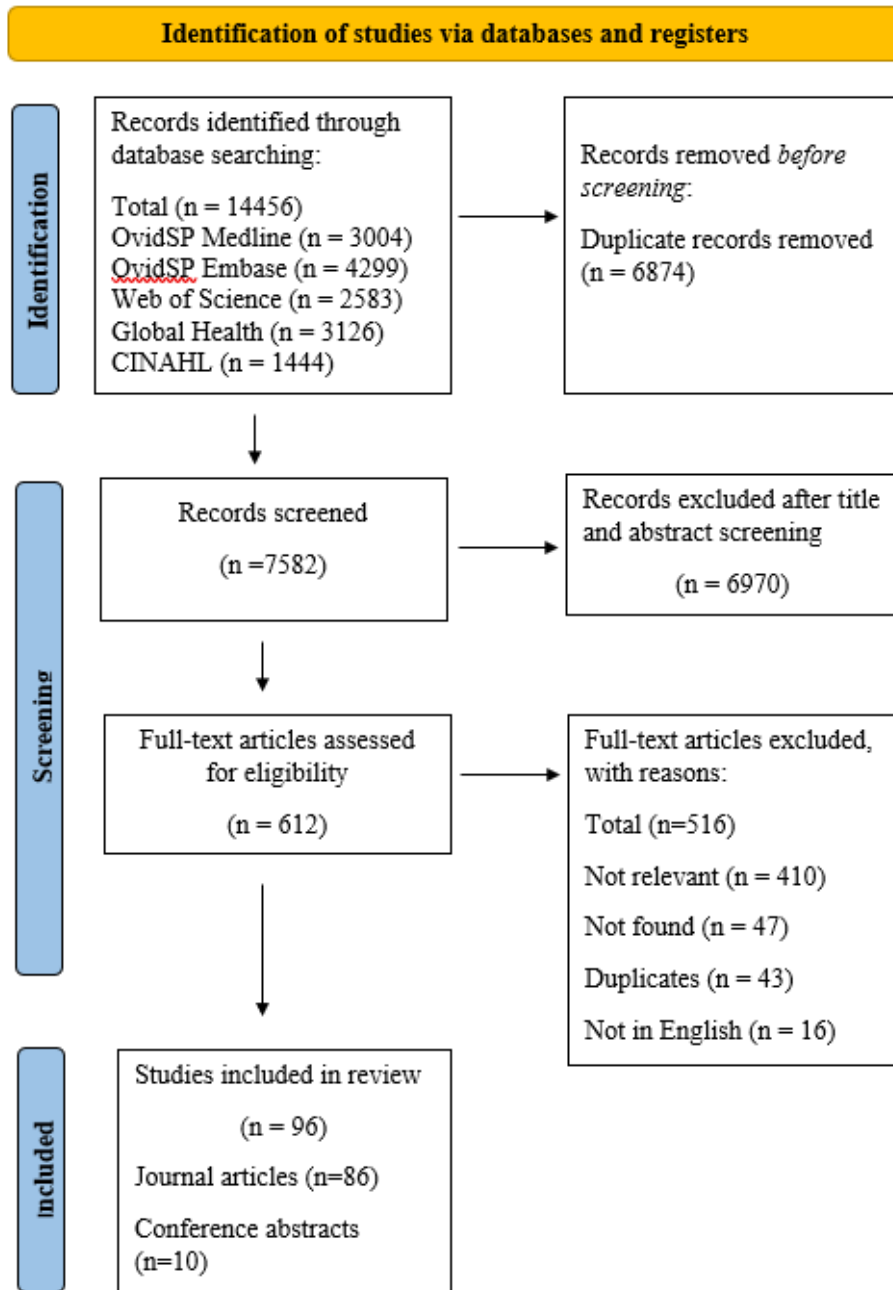 Identification of studies via databases and registers
Identification
Records identified through
database searching:
Total (n = 14456)
OvidSP Medline (n = 3004)
OvidSP Embase (n = 4299)
Web of Science (n = 2583)
Global Health (n = 3126)
CINAHL (n = 1444)
Records removed before
screening:
Duplicate records removed
(n = 6874)
Screening
Records screened
(n =7582)
Records excluded after title
and abstract screening
(n = 6970)
Full-text articles assessed
for eligibility
(n = 612)
Full-text articles excluded,
with reasons:
Total (n=516)
Not relevant (n = 410)
Not found (n = 47)
Duplicates (n = 43)
Not in English (n = 16)
Included
Studies included in review
(n = 96)
Journal articles (n=86)
Conference abstracts
(n=10)